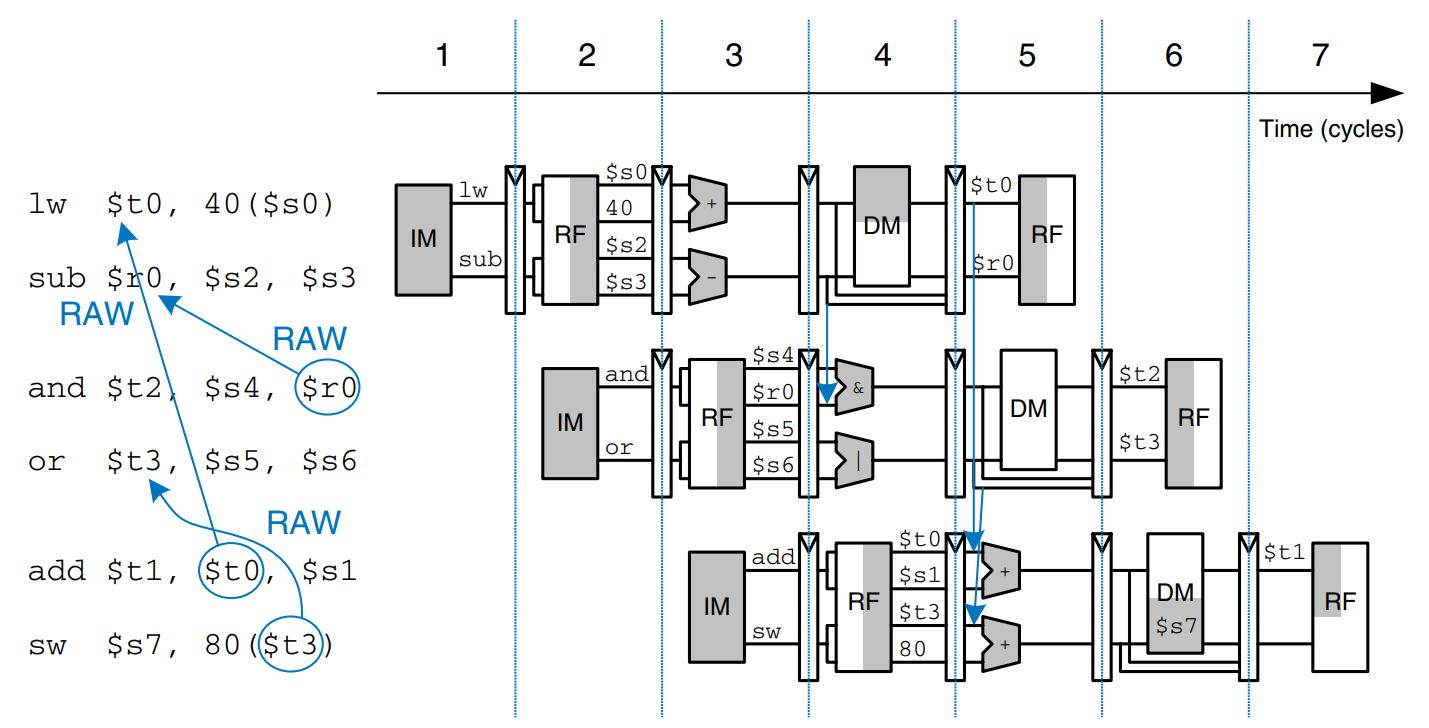 1 2 3 4 5 6 7
Time (cycles)
lw $t0, 40($s0)
sub $r0, $s2, $s3
RAW
RAW
and $t2, $s4, $r0
or $t3, $s5, $s6
RAW
add $t1, $t0, $s1
sw $s7, 80($t3)
IM
lw
sub
RF
$s0
40
$s2
$s3
+
-
DM
$t0
$r0
RF
IM
and
or
RF
$s4
$r0
$s5
$s6
&
|
DM
$t2
$t3
RF
IM
add
sw
RF
$t0
$s1
$t3
80
+
+
DM
$s7
$t1
RF